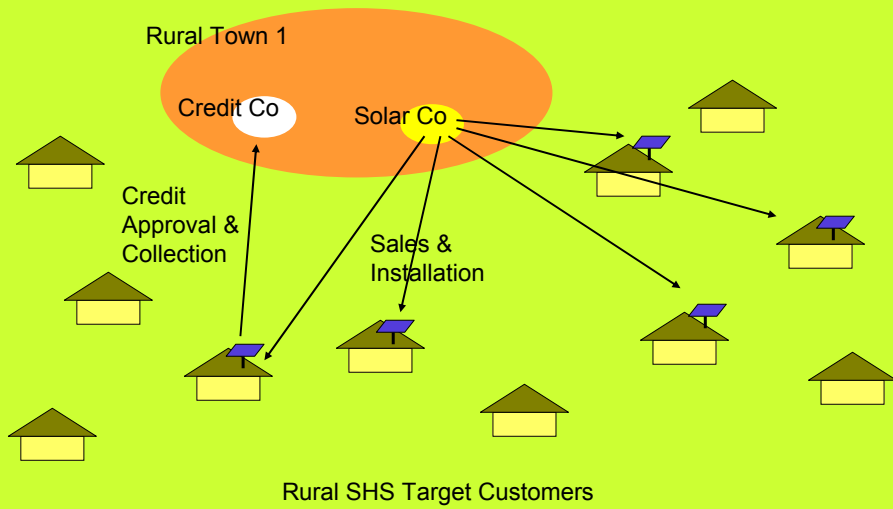 Rural Town 1
Credit Co
Solar Co
Credit
Approval &
Collection
Sales &
Installation
Rural SHS Target Customers